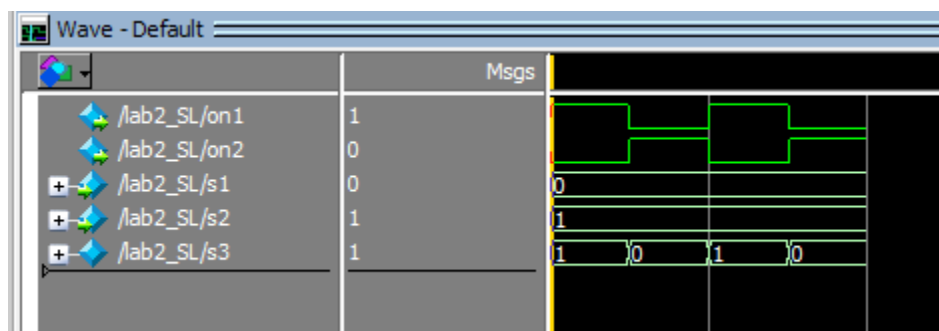 Wave - Default
Msgs
/lab2_SL/on1 1
/lab2_SL/on2 0
/lab2_SL/s1 0 0
/lab2_SL/s2 1 1
/lab2_SL/s3 1 1 0 1 0